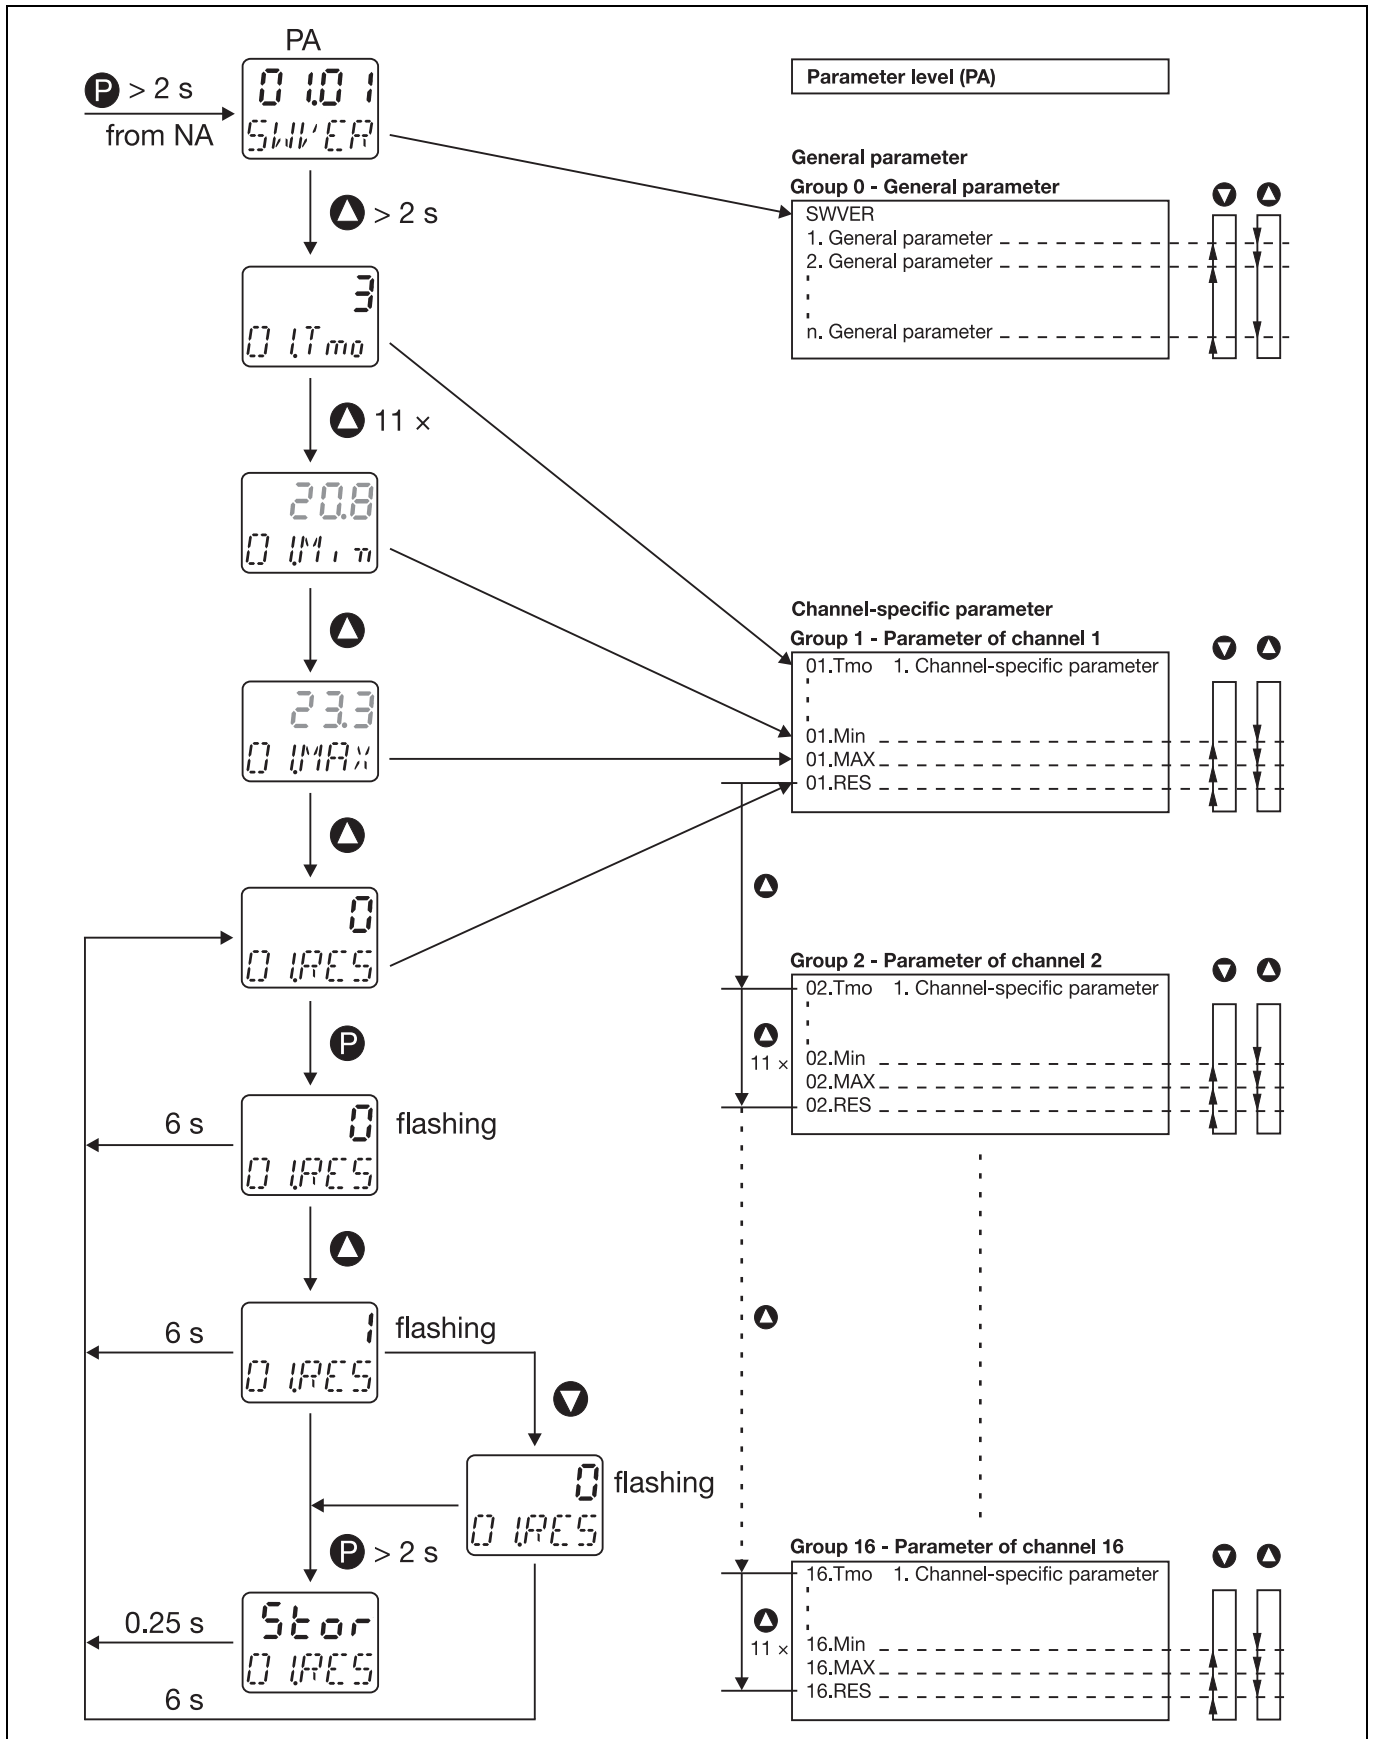 PA
01.01
SWVER
P > 2 s
from NA
> 2 s
3
01.Tmo
11 ×
20.8
01.Min
23.3
01.MAX
0
01.RES
P
0
01.RES
flashing
6 s
1
01.RES
flashing
6 s
0
01.RES
flashing
P > 2 s
Stor
01.RES
0.25 s
6 s
Parameter level (PA)
General parameter
Group 0 - General parameter
SWVER
1. General parameter
2. General parameter
n. General parameter
Channel-specific parameter
Group 1 - Parameter of channel 1
01.Tmo 1. Channel-specific parameter
01.Min
01.MAX
01.RES
Group 2 - Parameter of channel 2
02.Tmo 1. Channel-specific parameter
11 ×
02.Min
02.MAX
02.RES
Group 16 - Parameter of channel 16
16.Tmo 1. Channel-specific parameter
11 ×
16.Min
16.MAX
16.RES